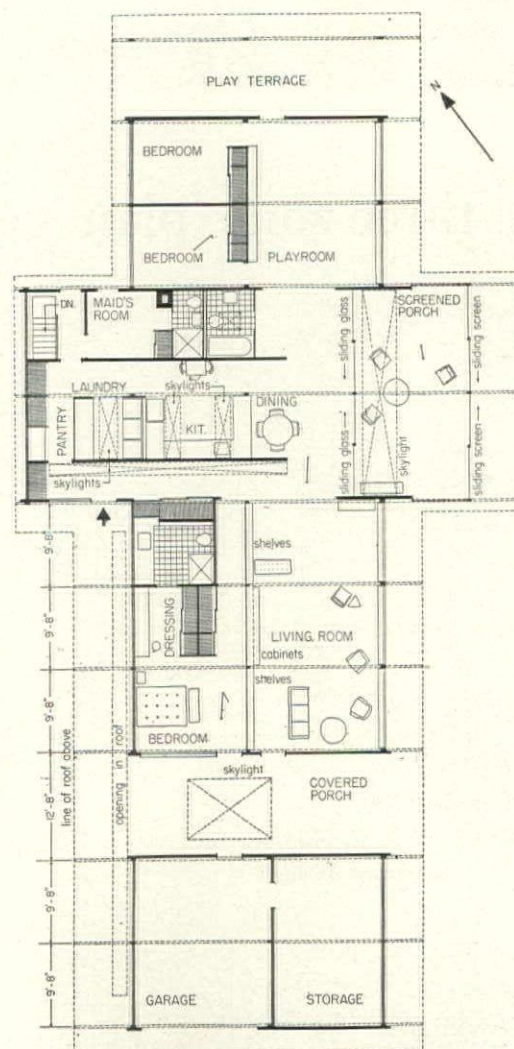 PLAY TERRACE
N
BEDROOM
BEDROOM
PLAYROOM
DN.
MAID'S
ROOM
SCREENED
PORCH
sliding glass
sliding screen
LAUNDRY
skylights
KIT.
DINING
PANTRY
skylights
sliding glass
skylight
sliding screen
9'-8"
shelves
DRESSING
9'-8"
LIVING ROOM
cabinets
shelves
9'-8"
BEDROOM
skylight
COVERED
PORCH
12'-8"
line of roof above
opening in roof
9'-8"
9'-8"
GARAGE
STORAGE